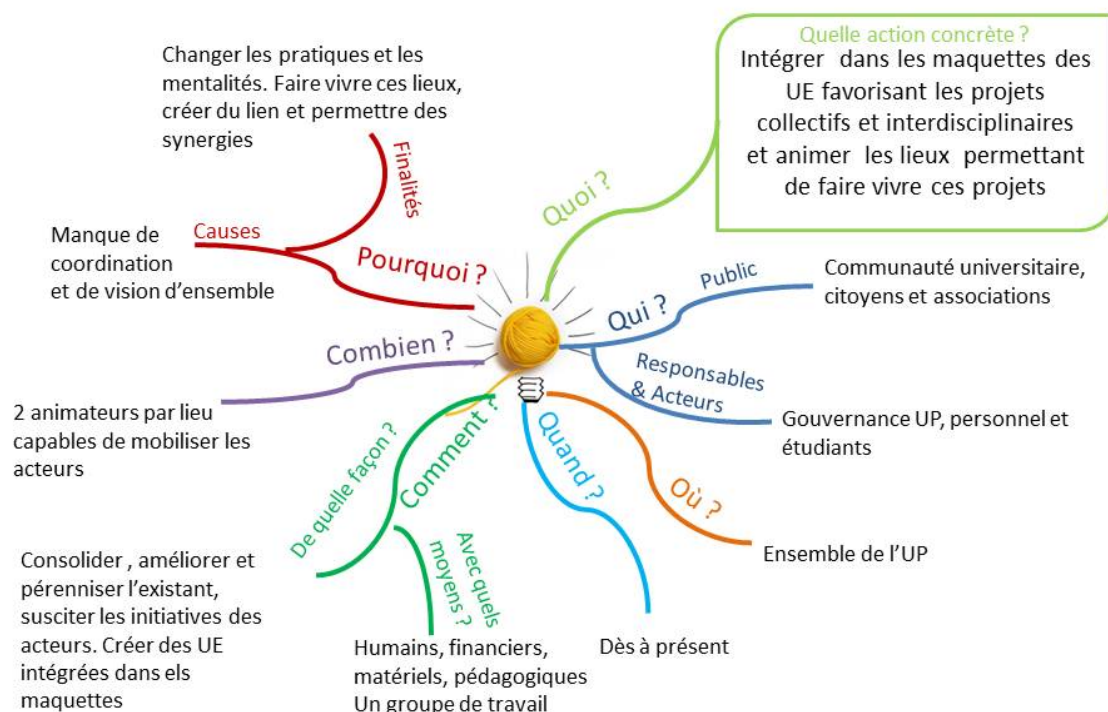 Quelle action concrète ?
Intégrer dans les maquettes des
UE favorisant les projets
collectifs et interdisciplinaires
et animer les lieux permettant
de faire vivre ces projets
Quoi ?
Changer les pratiques et les
mentalités. Faire vivre ces lieux,
créer du lien et permettre des
synergies
Finalités
Causes
Pourquoi ?
Manque de
coordination
et de vision d’ensemble
Qui ?
Public
Communauté universitaire,
citoyens et associations
Responsables
& Acteurs
Gouvernance UP, personnel et
étudiants
Combien ?
2 animateurs par lieu
capables de mobiliser les
acteurs
Comment ?
De quelle façon ?
Consolider , améliorer et
pérenniser l’existant,
susciter les initiatives des
acteurs. Créer des UE
intégrées dans els
maquettes
Avec quels
moyens ?
Humains, financiers,
matériels, pédagogiques
Un groupe de travail
Quand ?
Dès à présent
Où ?
Ensemble de l’UP